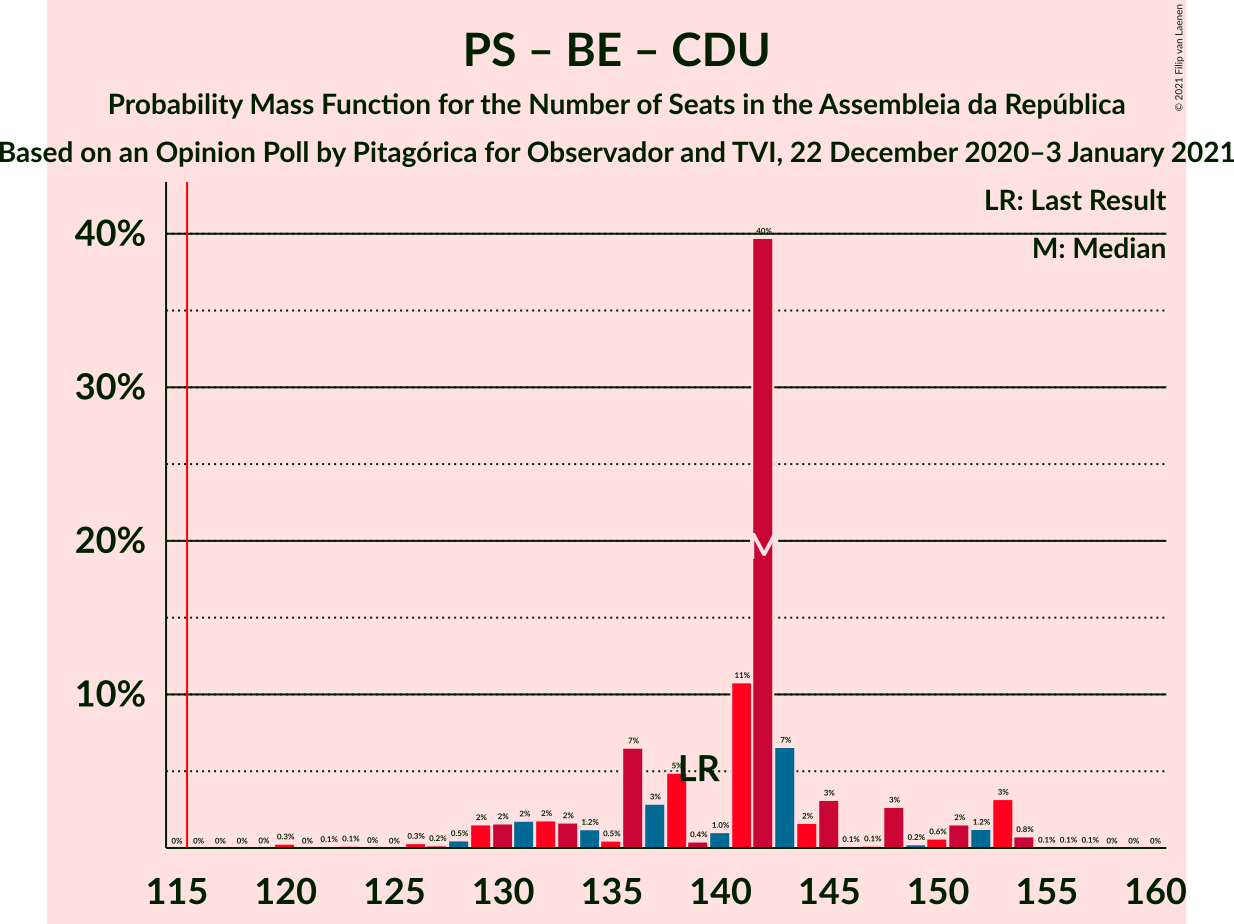 PS – BE – CDU
Probability Mass Function for the Number of Seats in the Assembleia da República
Based on an Opinion Poll by Pitagórica for Observador and TVI, 22 December 2020–3 January 2021
© 2021 Filip van Laenen
LR: Last Result
M: Median
40%
30%
20%
10%
0% 0% 0% 0% 0% 0.3% 0% 0.1% 0.1% 0% 0% 0.3% 0.2% 0.5% 2% 2% 2% 2% 2% 1.2% 0.5% 7% 3% 5% 0.4% 1.0% 11% 40% 7% 2% 3% 0.1% 0.1% 3% 0.2% 0.6% 2% 1.2% 3% 0.8% 0.1% 0.1% 0.1% 0% 0% 0%
LR
M
115 120 125 130 135 140 145 150 155 160